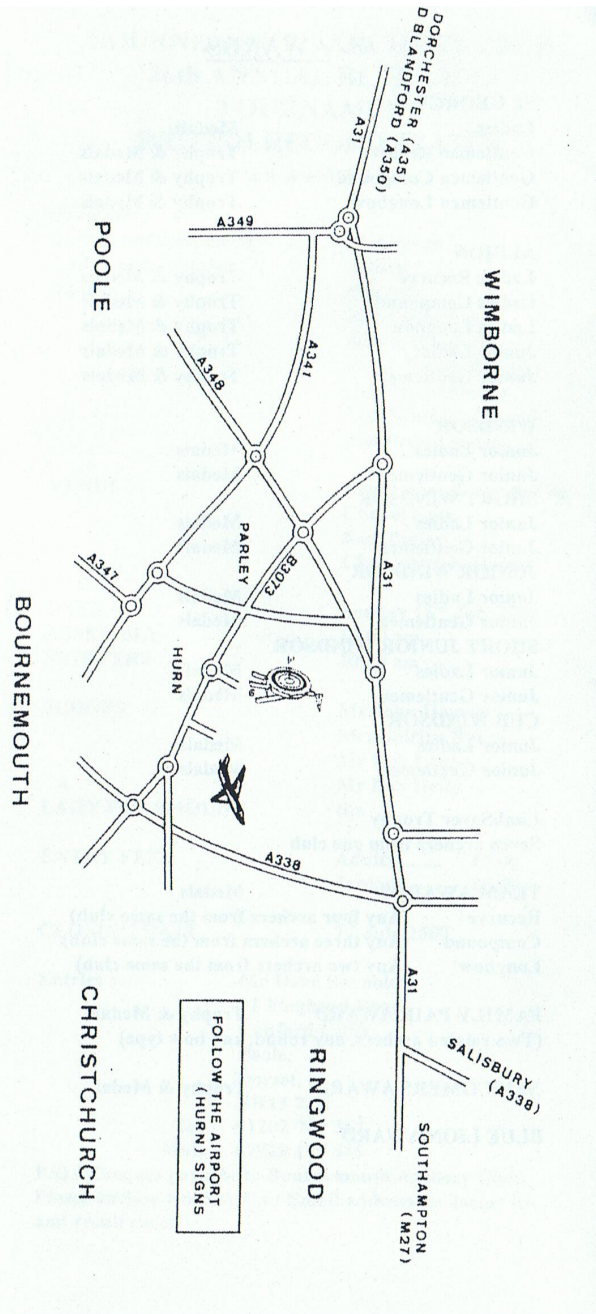 DORCHESTER (A35)
BLANDFORD (A350)
A31
WIMBORNE
A349
POOLE
A341
A348
A31
B3073
PARLEY
A347
HURN
BOURNEMOUTH
A338
A31
SALISBURY
(A338)
SOUTHAMPTON
(M27)
RINGWOOD
FOLLOW THE AIRPORT
(HURN) SIGNS
CHRISTCHURCH